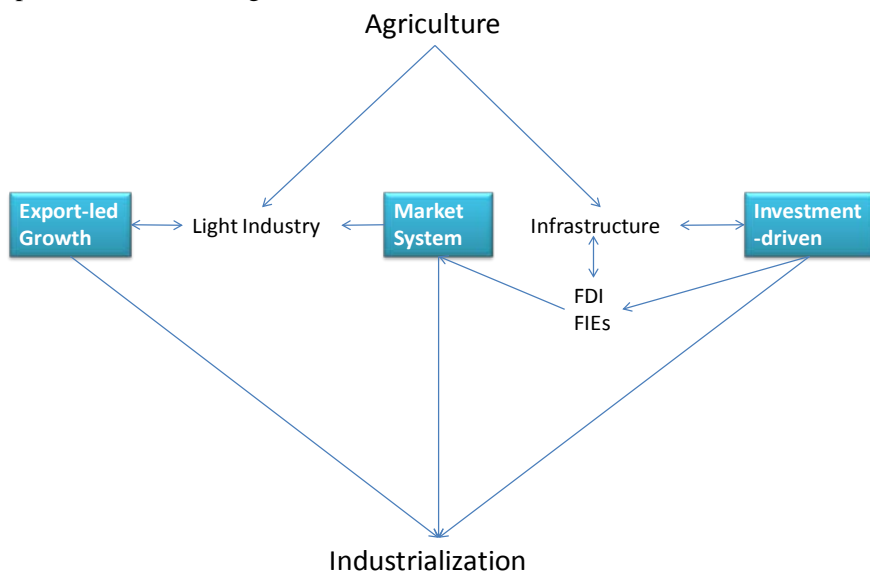 Agriculture
Export-led
Growth
Light Industry
Market
System
Infrastructure
Investment
-driven
FDI
FIEs
Industrialization